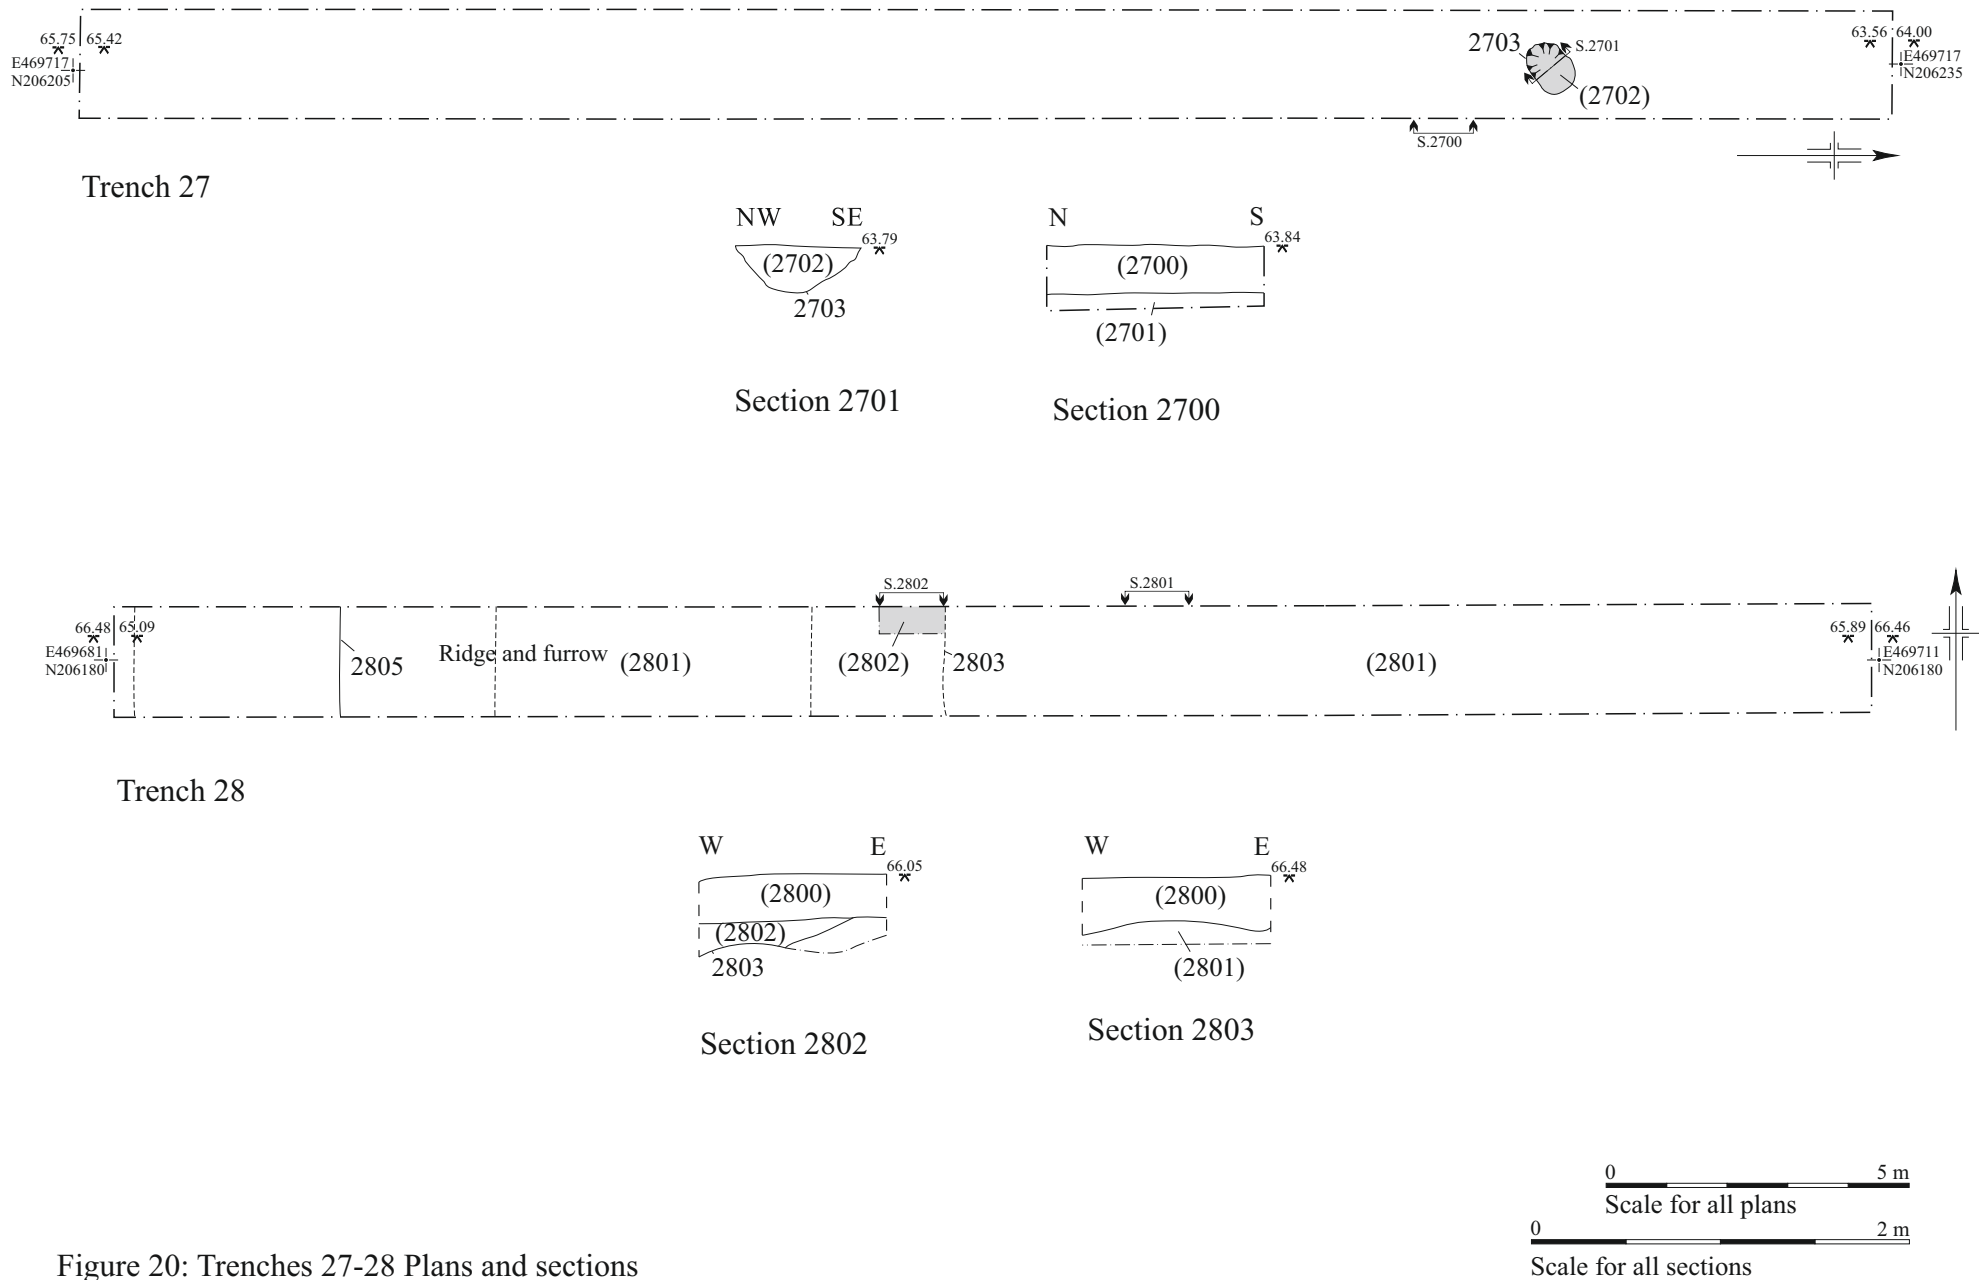 65.75 65.42
E469717
N206205
2703
S.2701
(2702)
S.2700
63.56 64.00
E469717
N206235
Trench 27
NW SE
63.79
(2702)
2703
Section 2701
N S
63.84
(2700)
(2701)
Section 2700
S.2802
S.2801
66.48 65.09
E469681
N206180
2805
Ridge and furrow
(2801)
(2802)
2803
(2801)
65.89 66.46
E469711
N206180
Trench 28
W E
66.05
(2800)
(2802)
2803
Section 2802
W E
66.48
(2800)
(2801)
Section 2803
0 5 m
Scale for all plans
0 2 m
Scale for all sections
Figure 20: Trenches 27-28 Plans and sections